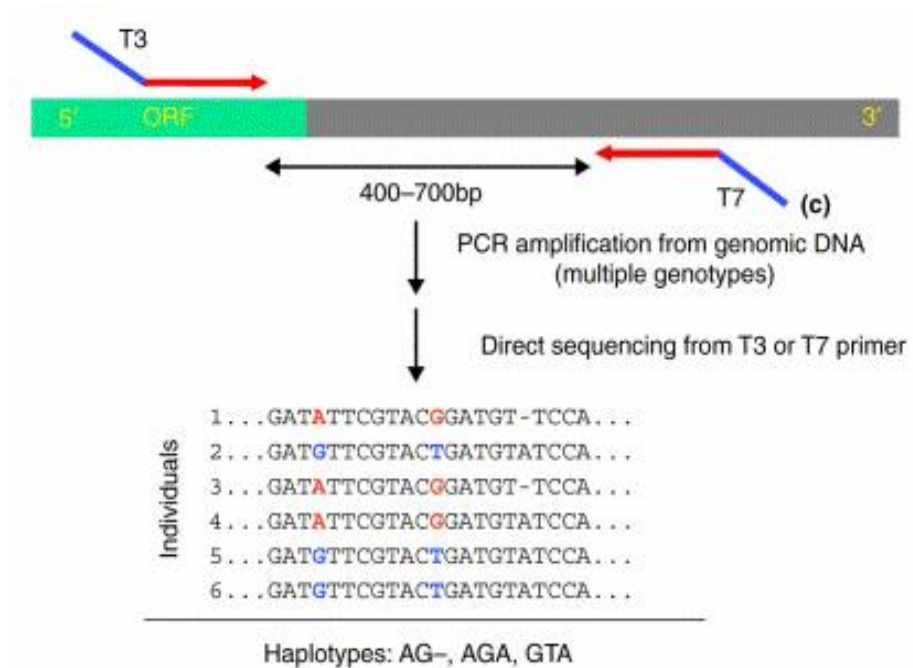 T3
5' ORF 3'
400–700bp
T7 (c)
PCR amplification from genomic DNA
(multiple genotypes)
Direct sequencing from T3 or T7 primer
Individuals
1...GATATTCGTACGGATGT-TCCA...
2...GATGTTCGTACTGATGTATCCA...
3...GATATTCGTACGGATGT-TCCA...
4...GATATTCGTACGGATGTATCCA...
5...GATGTTCGTACTGATGTATCCA...
6...GATGTTCGTACTGATGTATCCA...
Haplotypes: AG–, AGA, GTA